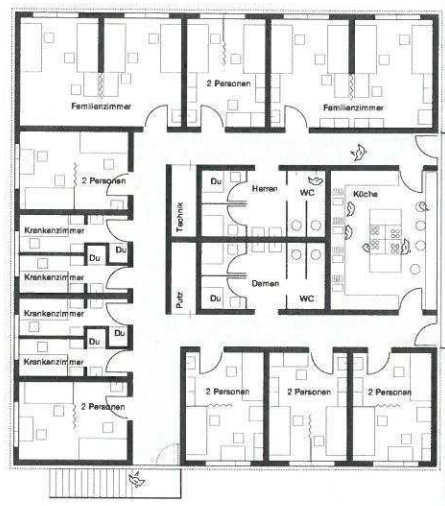 2 Personen
Familienzimmer
Familienzimmer
2 Personen
Du
Herren
WC
Küche
Technik
Krankenzimmer
Du
Du
Krankenzimmer
Damen
Krankenzimmer
Du
Du
Du
WC
Putz
Krankenzimmer
2 Personen
2 Personen
2 Personen
2 Personen